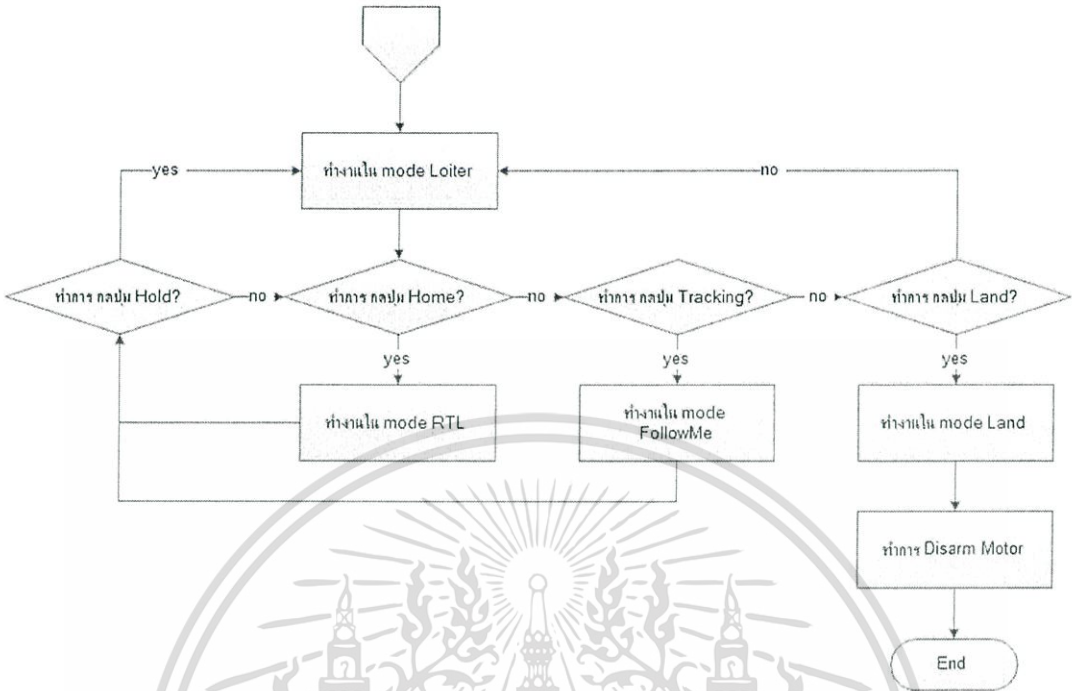 ทำงานใน mode Loiter
yes
no
ทำการ กดปุ่ม Hold?
no
ทำการ กดปุ่ม Home?
no
ทำการ กดปุ่ม Tracking?
no
ทำการ กดปุ่ม Land?
yes
yes
yes
ทำงานใน mode RTL
ทำงานใน mode
FollowMe
ทำงานใน mode Land
ทำการ Disarm Motor
End